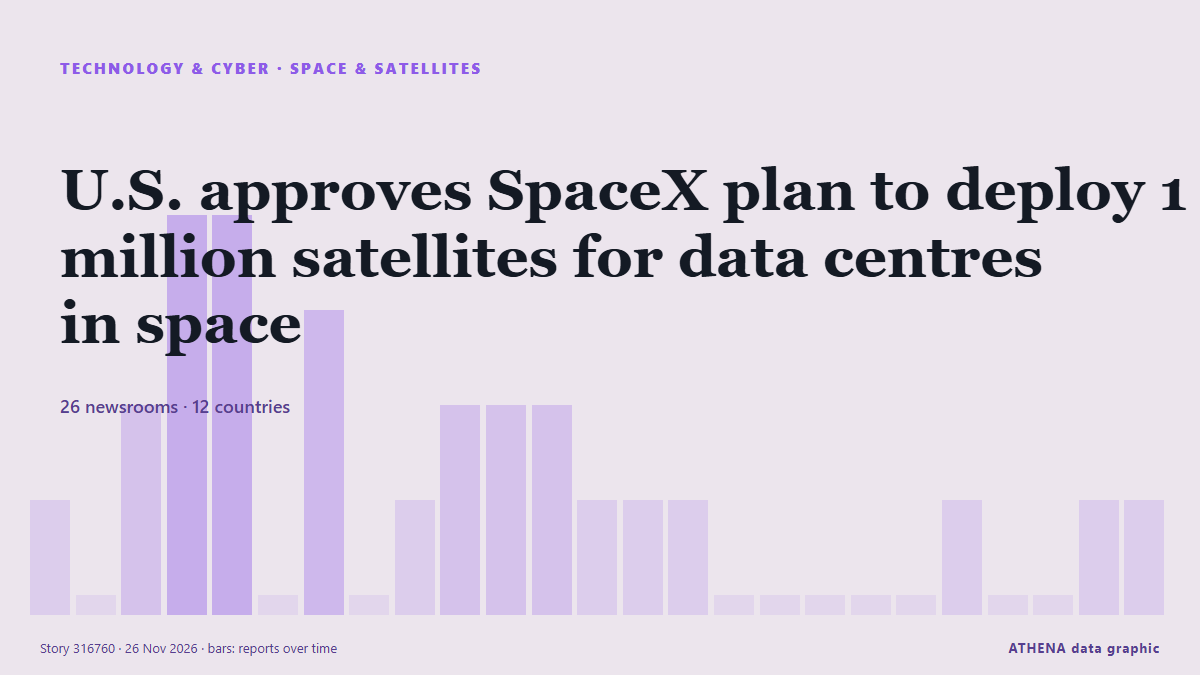 TECHNOLOGY & CYBER · SPACE & SATELLITES
U.S. approves SpaceX plan to deploy 1
million satellites for data centres
in space
26 newsrooms · 12 countries
Story 316760 · 26 Nov 2026 · bars: reports over time
ATHENA data graphic